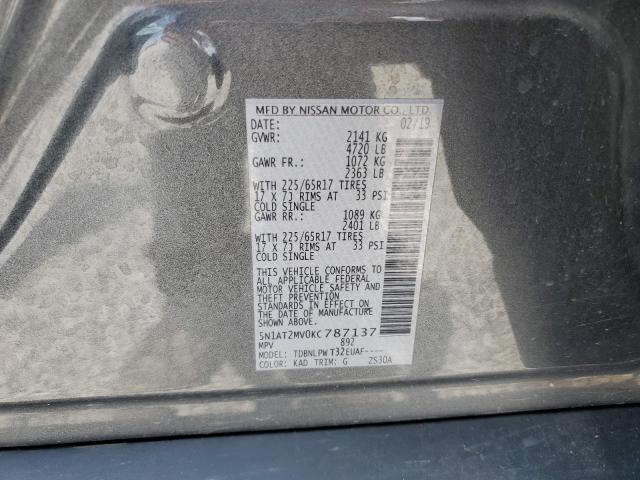 MFD BY NISSAN MOTOR CO., LTD.
DATE: 02/19
GVWR: 2141 KG
4720 LB
GAWR FR.: 1072 KG
2363 LB
WITH 225/65R17 TIRES
17 X 7J RIMS AT 33 PSI
COLD SINGLE
GAWR RR.: 1089 KG
2401 LB
WITH 225/65R17 TIRES
17 X 7J RIMS AT 33 PSI
COLD SINGLE
THIS VEHICLE CONFORMS TO
ALL APPLICABLE FEDERAL
MOTOR VEHICLE SAFETY AND
THEFT PREVENTION
STANDARDS IN EFFECT ON
THE DATE OF MANUFACTURE
SHOWN ABOVE.
5N1AT2MV0KC787137
MPV 892
MODEL: TDBNLPW T32EUAF----
COLOR: KAD TRIM: G ZS30A